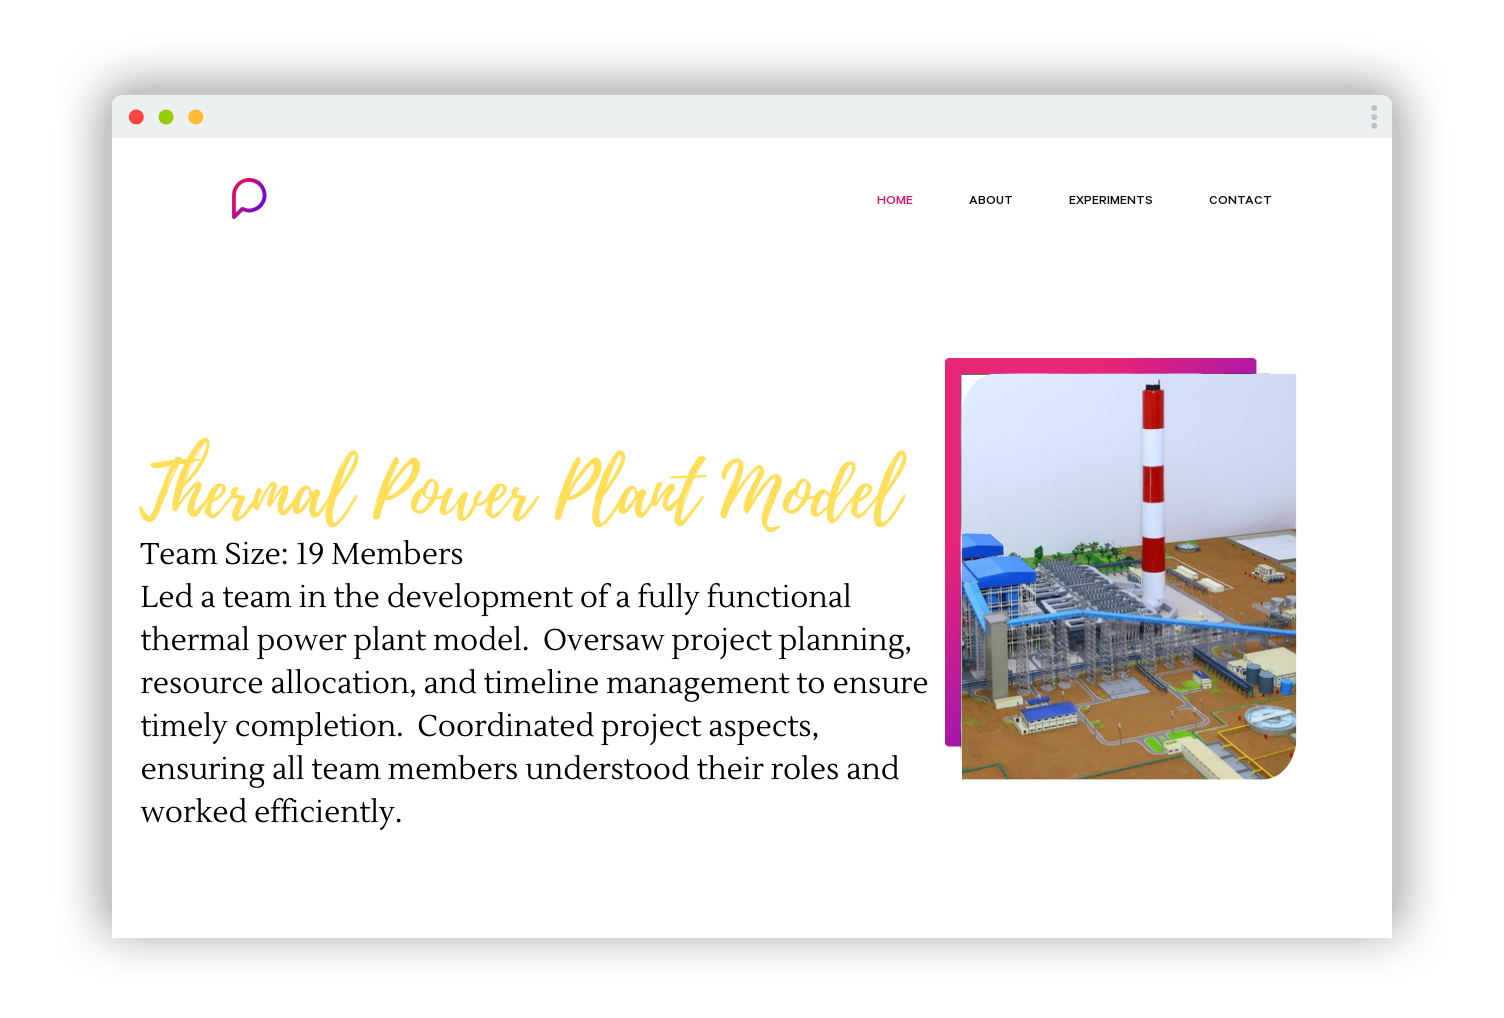 HOME ABOUT EXPERIMENTS CONTACT
Thermal Power Plant Model
Team Size: 19 Members
Led a team in the development of a fully functional
thermal power plant model.  Oversaw project planning,
resource allocation, and timeline management to ensure
timely completion.  Coordinated project aspects,
ensuring all team members understood their roles and
worked efficiently.